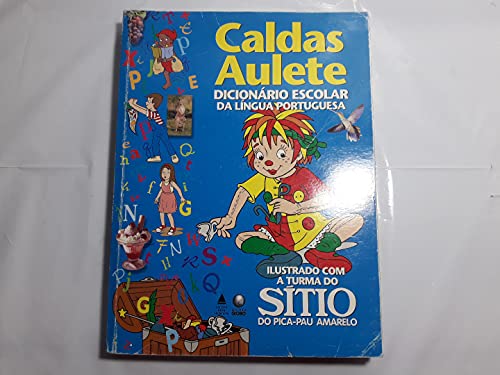 Caldas
Aulete
DICIONÁRIO ESCOLAR
DA LÍNGUA PORTUGUESA
ILUSTRADO COM
A TURMA DO
SÍTIO
DO PICA-PAU AMARELO